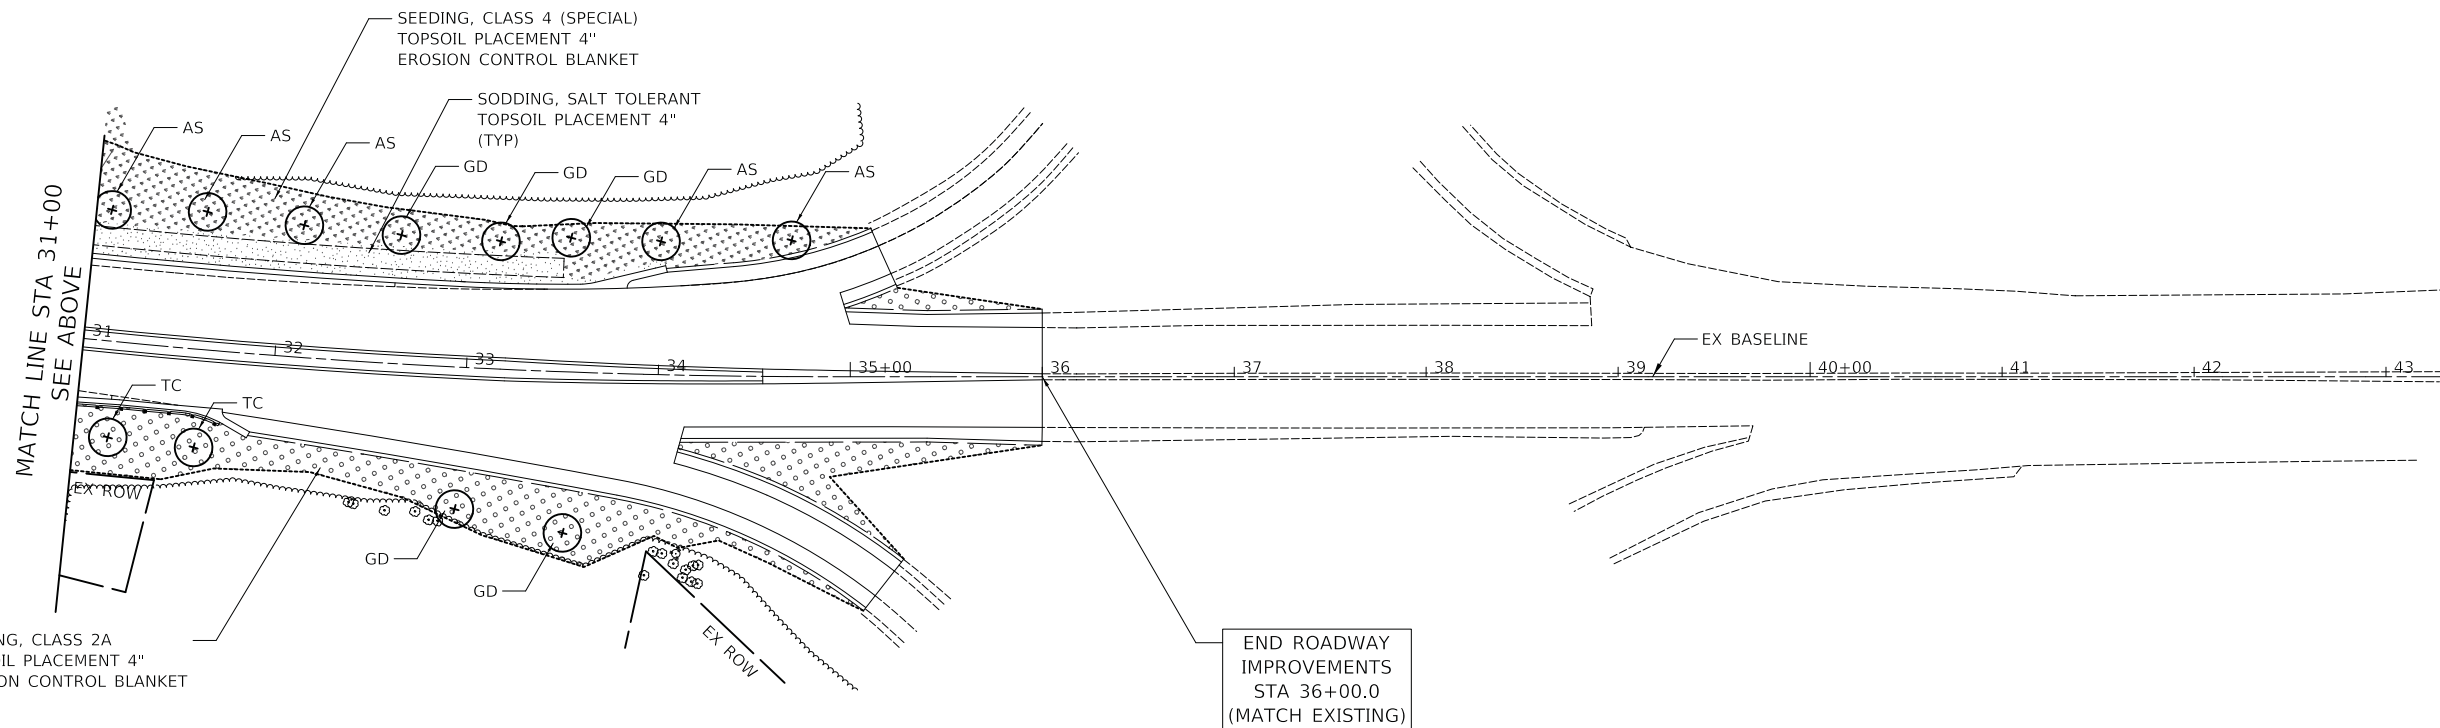 SEEDING, CLASS 4 (SPECIAL)
TOPSOIL PLACEMENT 4"
EROSION CONTROL BLANKET
SODDING, SALT TOLERANT
TOPSOIL PLACEMENT 4"
(TYP)
AS
AS
AS
GD
GD
GD
AS
AS
MATCH LINE STA 31+00
SEE ABOVE
31
32
33
34
35+00
36
37
38
39
40+00
41
42
43
EX BASELINE
TC
TC
EX ROW
GD
GD
EX ROW
NG, CLASS 2A
OIL PLACEMENT 4"
ON CONTROL BLANKET
END ROADWAY
IMPROVEMENTS
STA 36+00.0
(MATCH EXISTING)